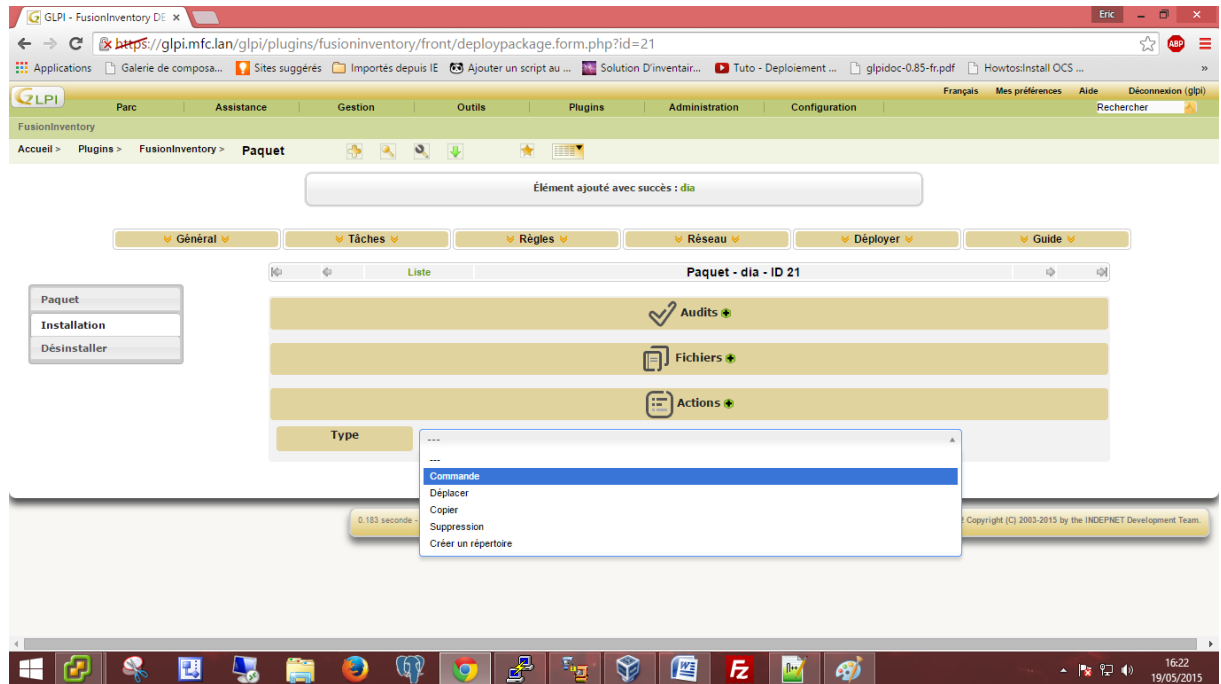 GLPI - FusionInventory DE
Eric
https://glpi.mfc.lan/glpi/plugins/fusioninventory/front/deploypackage.form.php?id=21
ABP
Applications Galerie de composa... Sites suggérés Importés depuis IE Ajouter un script au ... Solution D'inventair... Tuto - Deploiement ... glpidoc-0.85-fr.pdf Howtos:Install OCS ... »
GLPI
Français Mes préférences Aide Déconnexion (glpi)
Parc Assistance Gestion Outils Plugins Administration Configuration Rechercher
FusionInventory
Accueil > Plugins > FusionInventory > Paquet
Élément ajouté avec succès : dia
Général Tâches Règles Réseau Déployer Guide
Liste Paquet - dia - ID 21
Paquet
Installation
Désinstaller
Audits
Fichiers
Actions
Type ---
---
Commande
Déplacer
Copier
Suppression
Créer un répertoire
0.183 seconde -
Copyright (C) 2003-2015 by the INDEPNET Development Team.
16:22
19/05/2015